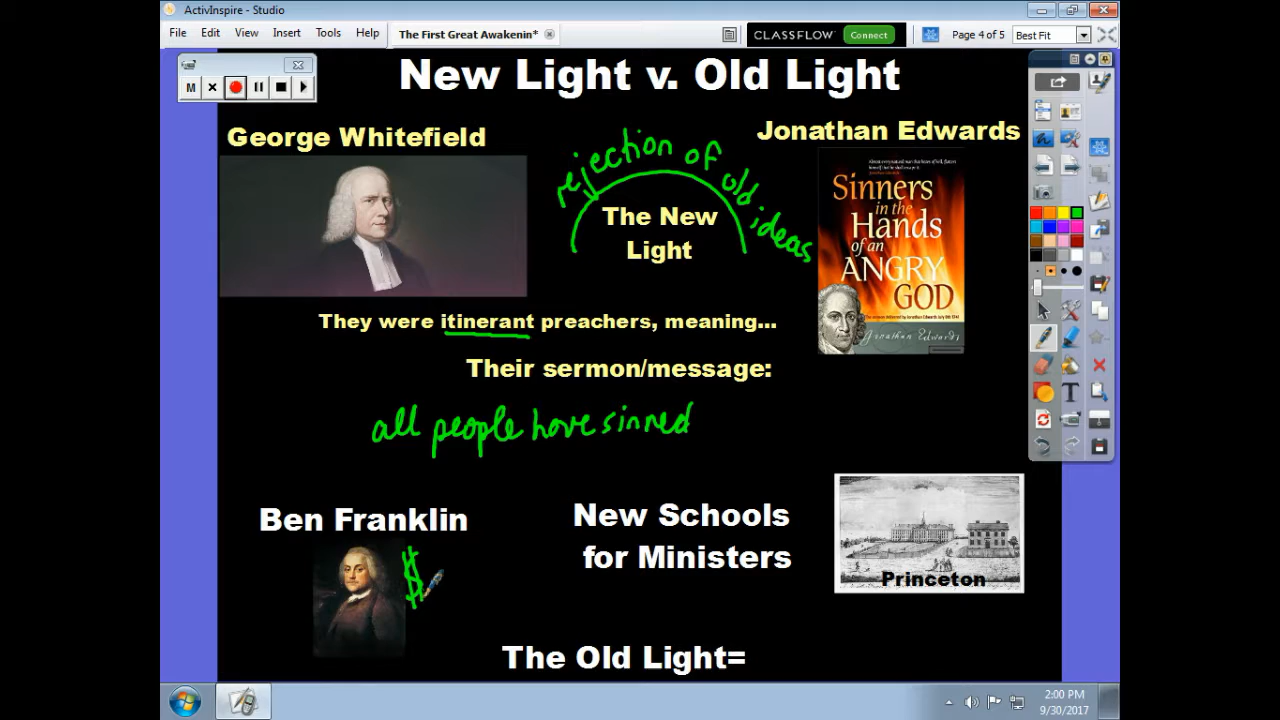 ActivInspire - Studio
File Edit View Insert Tools Help
The First Great Awakenin*
CLASSFLOW Connect
Page 4 of 5
Best Fit
M
New Light v. Old Light
George Whitefield
rejection of old ideas
The New
Light
Jonathan Edwards
Sinners
in the
Hands
of an
ANGRY
GOD
Jonathan Edwards
They were itinerant preachers, meaning...
Their sermon/message:
all people have sinned
Ben Franklin
$
New Schools
for Ministers
Princeton
The Old Light=
T
2:00 PM
9/30/2017